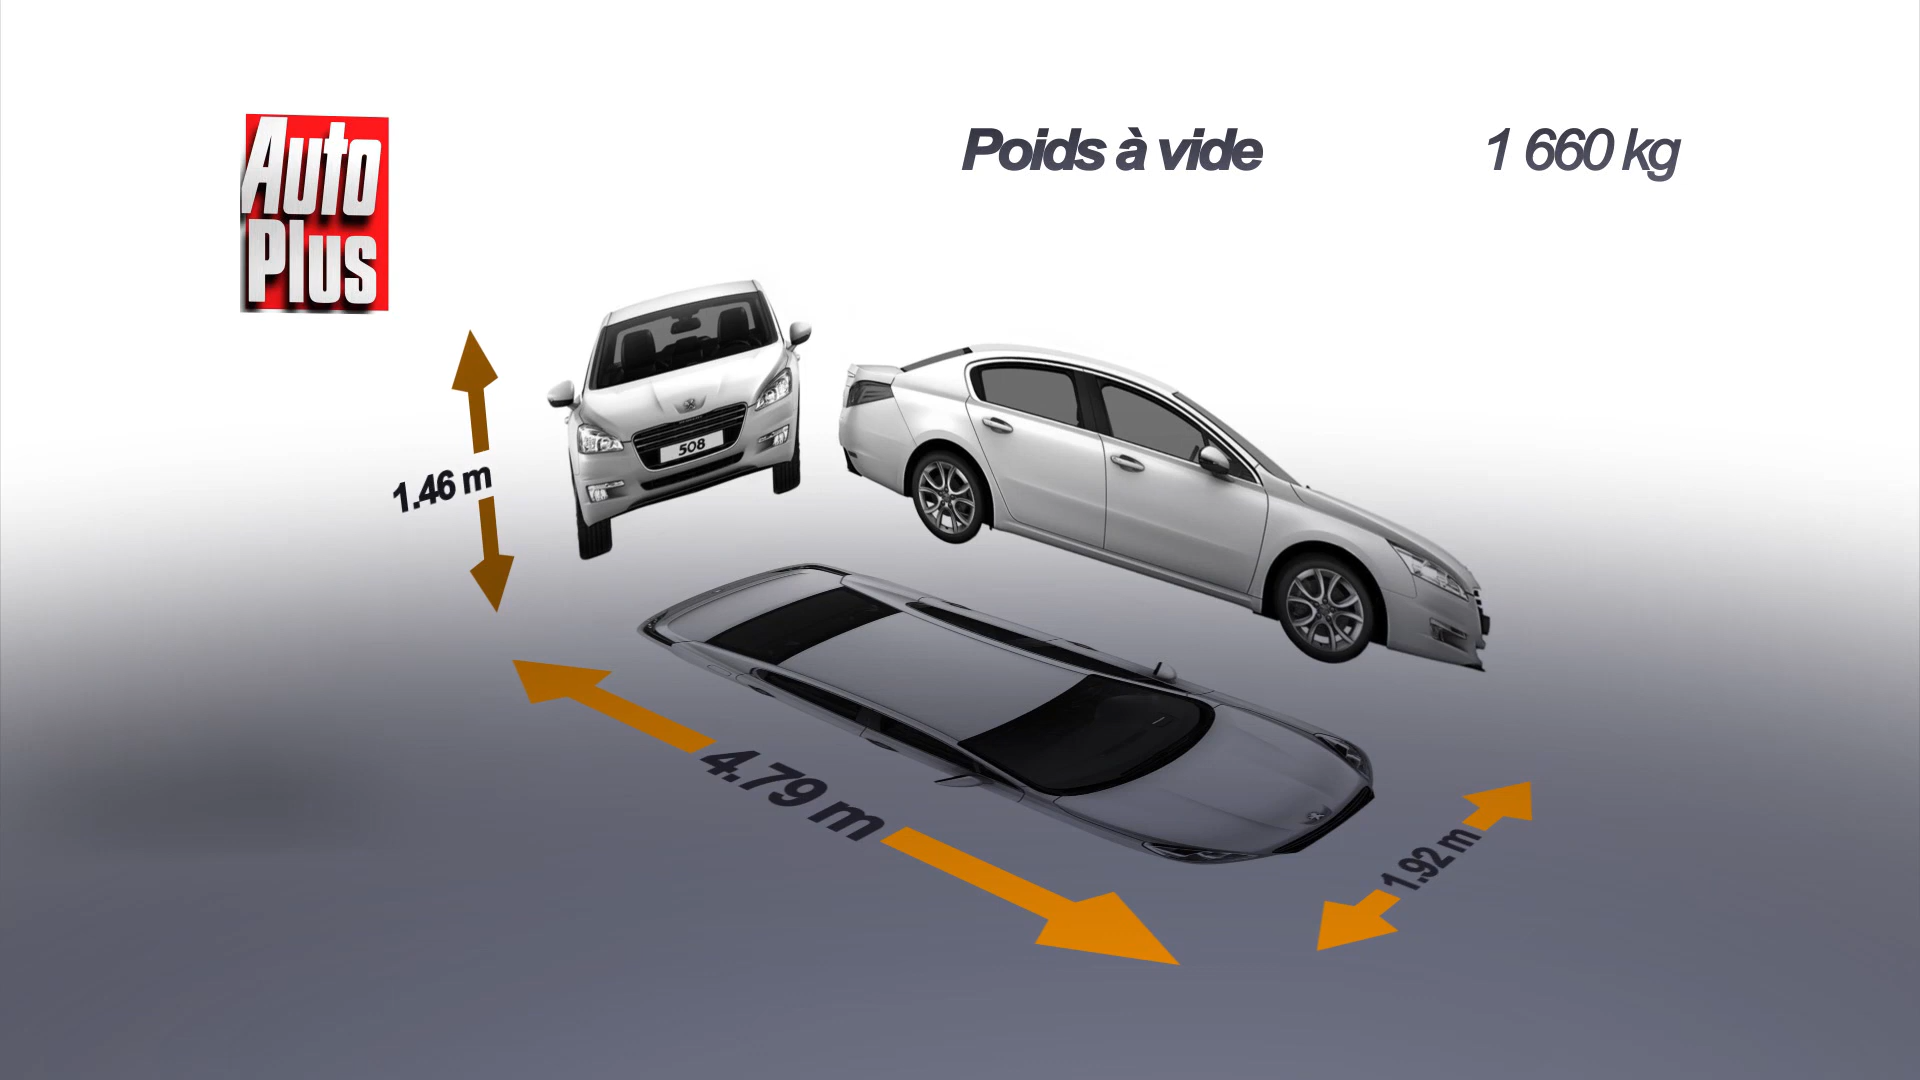 Auto
Plus
Poids à vide 1 660 kg
508
1.46 m
4.79 m
1.92 m